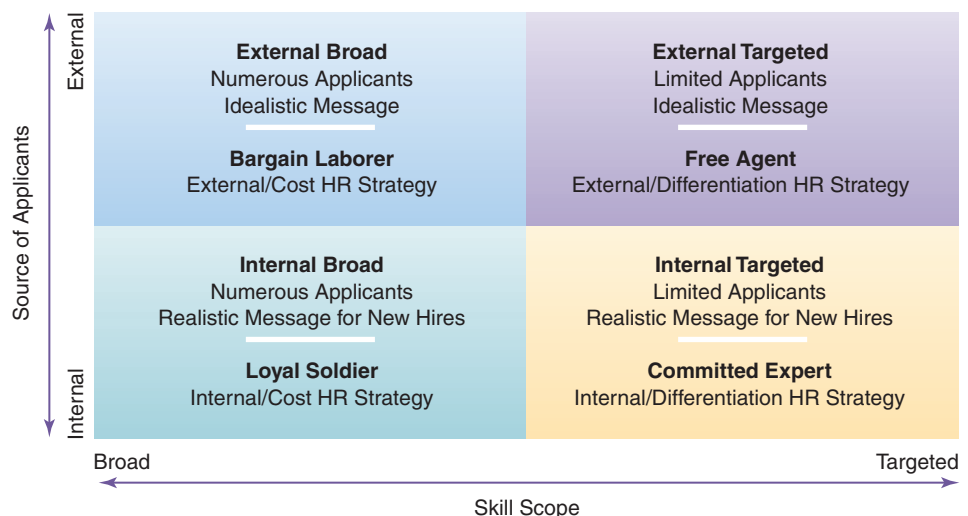 External
External Broad
Numerous Applicants
Idealistic Message
Bargain Laborer
External/Cost HR Strategy
External Targeted
Limited Applicants
Idealistic Message
Free Agent
External/Differentiation HR Strategy
Source of Applicants
Internal Broad
Numerous Applicants
Realistic Message for New Hires
Loyal Soldier
Internal/Cost HR Strategy
Internal Targeted
Limited Applicants
Realistic Message for New Hires
Committed Expert
Internal/Differentiation HR Strategy
Internal
Broad
Targeted
Skill Scope